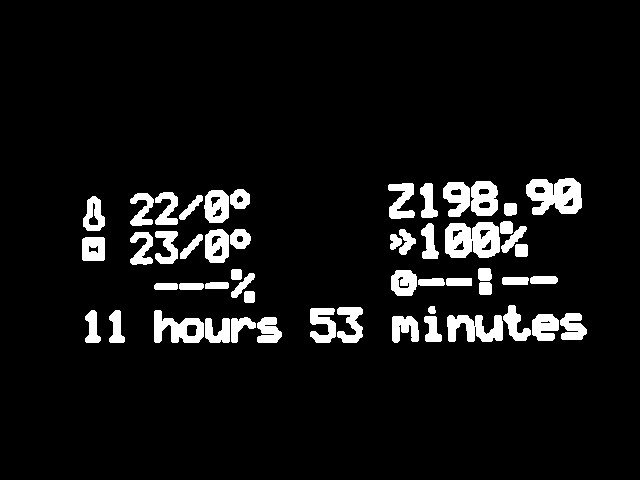 22/0° Z198.90
23/0° »100%
---% --:--
11 hours 53 minutes